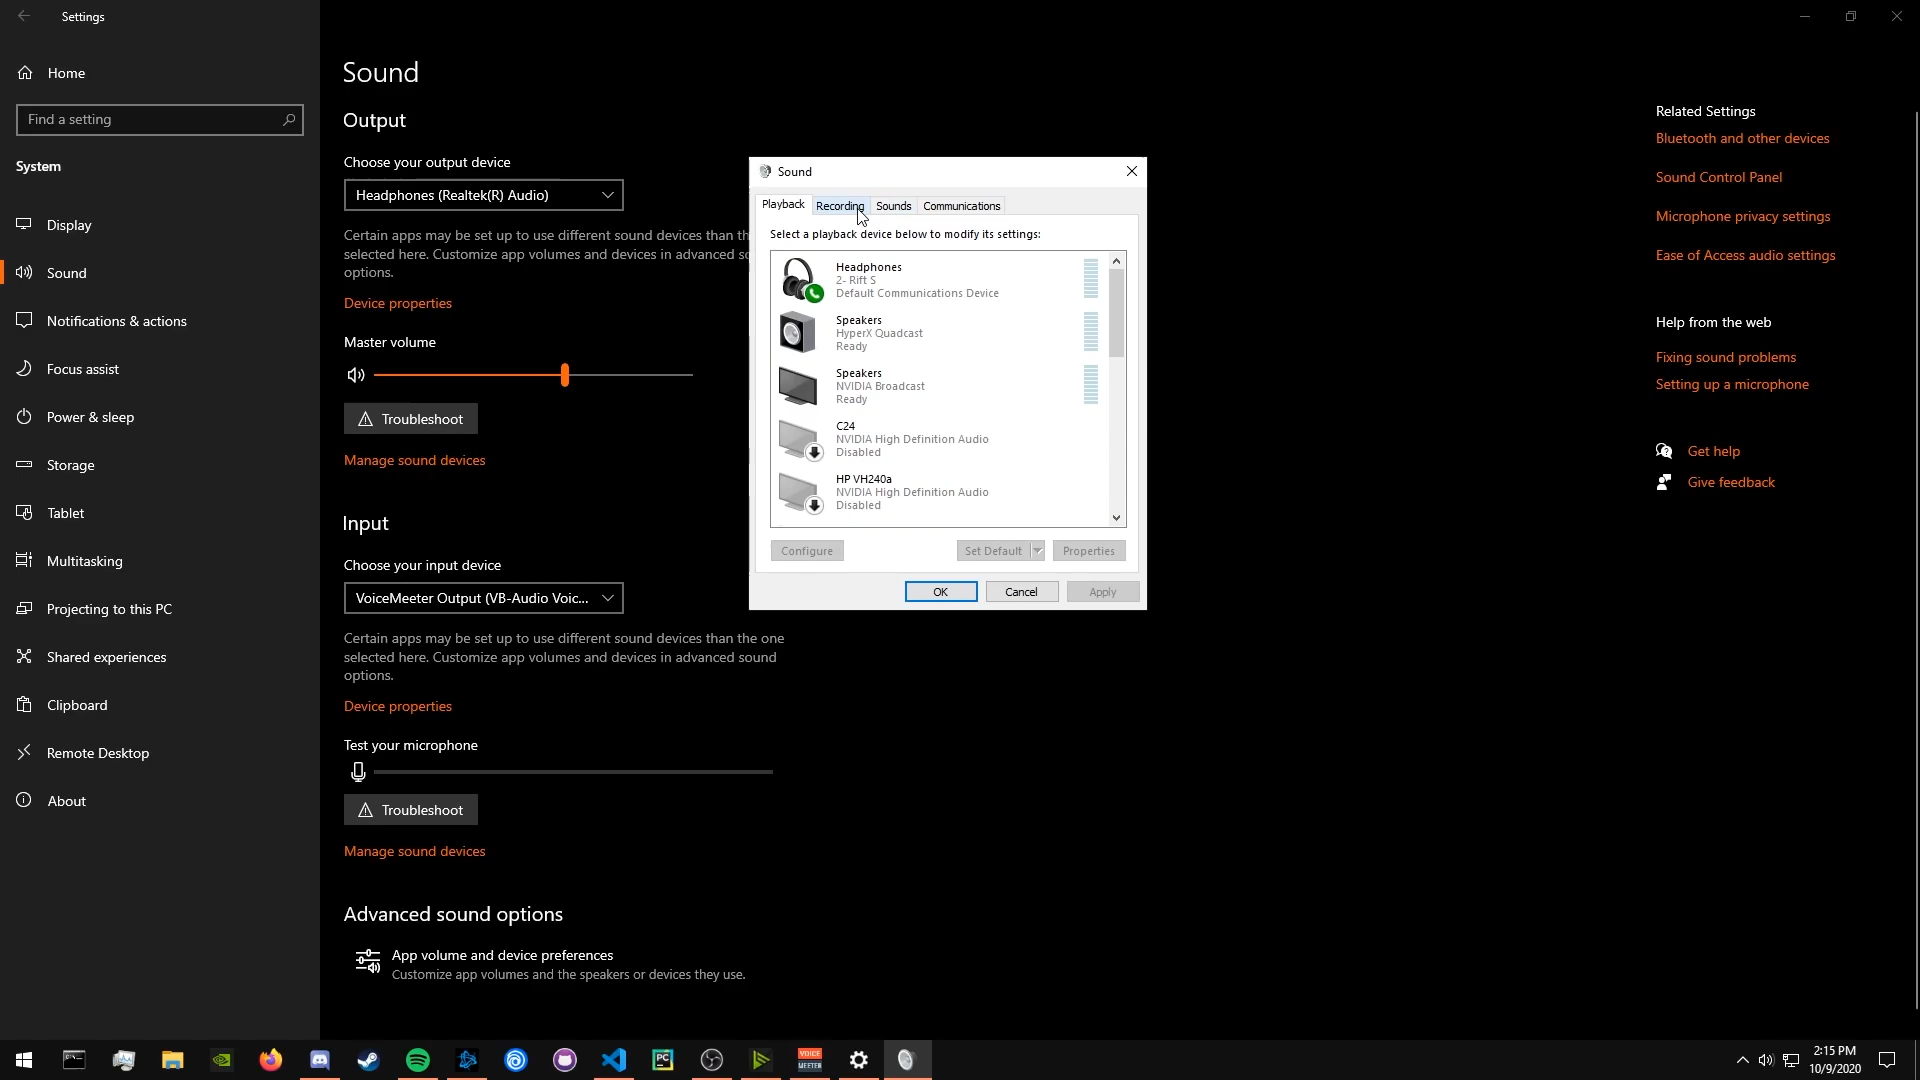 Settings
Home
Find a setting
System
Display
Sound
Notifications & actions
Focus assist
Power & sleep
Storage
Tablet
Multitasking
Projecting to this PC
Shared experiences
Clipboard
Remote Desktop
About
Sound
Output
Choose your output device
Headphones (Realtek(R) Audio)
Certain apps may be set up to use different sound devices than th
selected here. Customize app volumes and devices in advanced so
options.
Device properties
Master volume
Troubleshoot
Manage sound devices
Input
Choose your input device
VoiceMeeter Output (VB-Audio Voic...
Certain apps may be set up to use different sound devices than the one
selected here. Customize app volumes and devices in advanced sound
options.
Device properties
Test your microphone
Troubleshoot
Manage sound devices
Advanced sound options
App volume and device preferences
Customize app volumes and the speakers or devices they use.
Sound
Playback Recording Sounds Communications
Select a playback device below to modify its settings:
Headphones
2- Rift S
Default Communications Device
Speakers
HyperX Quadcast
Ready
Speakers
NVIDIA Broadcast
Ready
C24
NVIDIA High Definition Audio
Disabled
HP VH240a
NVIDIA High Definition Audio
Disabled
Configure Set Default Properties
OK Cancel Apply
Related Settings
Bluetooth and other devices
Sound Control Panel
Microphone privacy settings
Ease of Access audio settings
Help from the web
Fixing sound problems
Setting up a microphone
Get help
Give feedback
PC
VOICE
MEETER
2:15 PM
10/9/2020